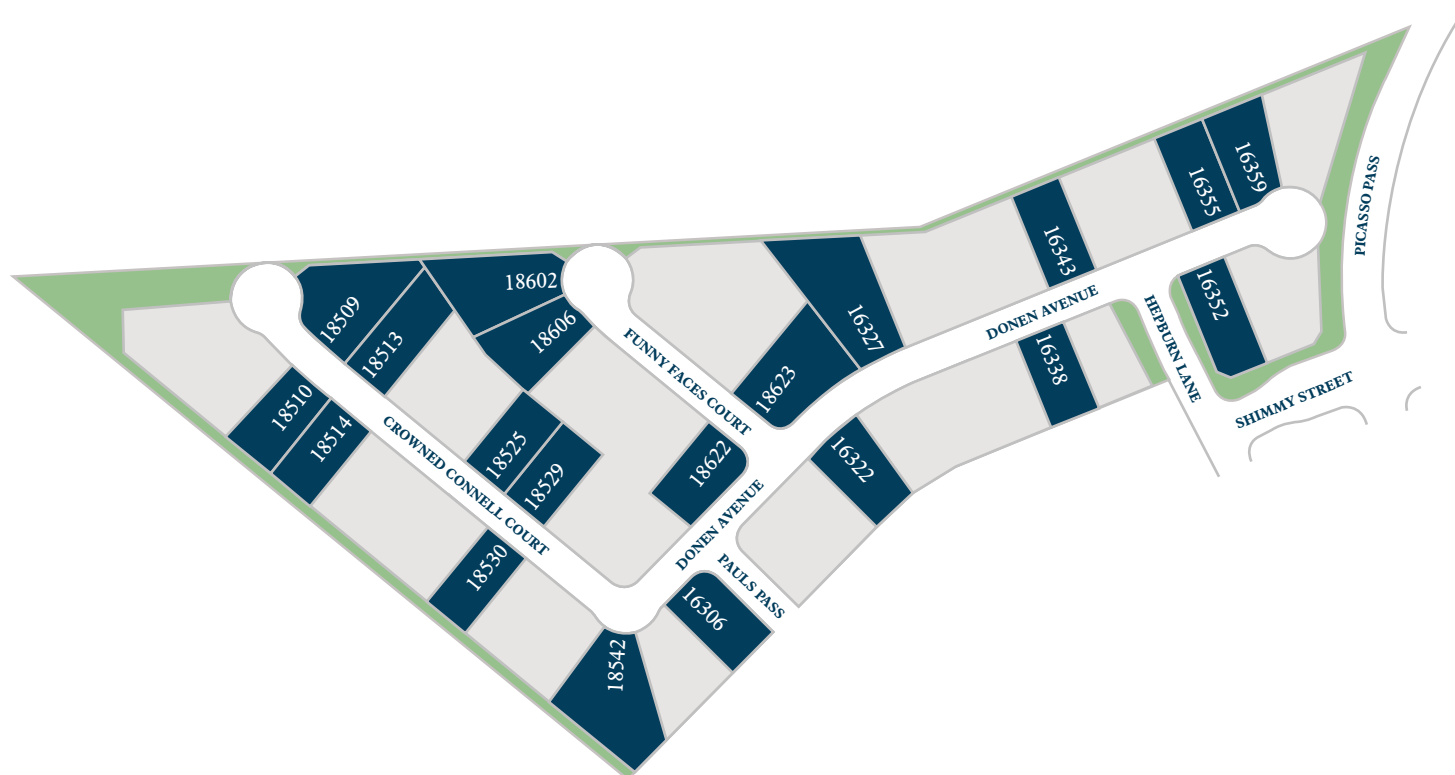 16359
16355
PICASSO PASS
16343
18602
16352
DONEN AVENUE
18509
18606
16327
HEPBURN LANE
18513
16338
FUNNY FACES COURT
18623
SHIMMY STREET
18510
18514
CROWNED CONNELL COURT
18525
18622
16322
18529
DONEN AVENUE
18530
PAULS PASS
16306
18542